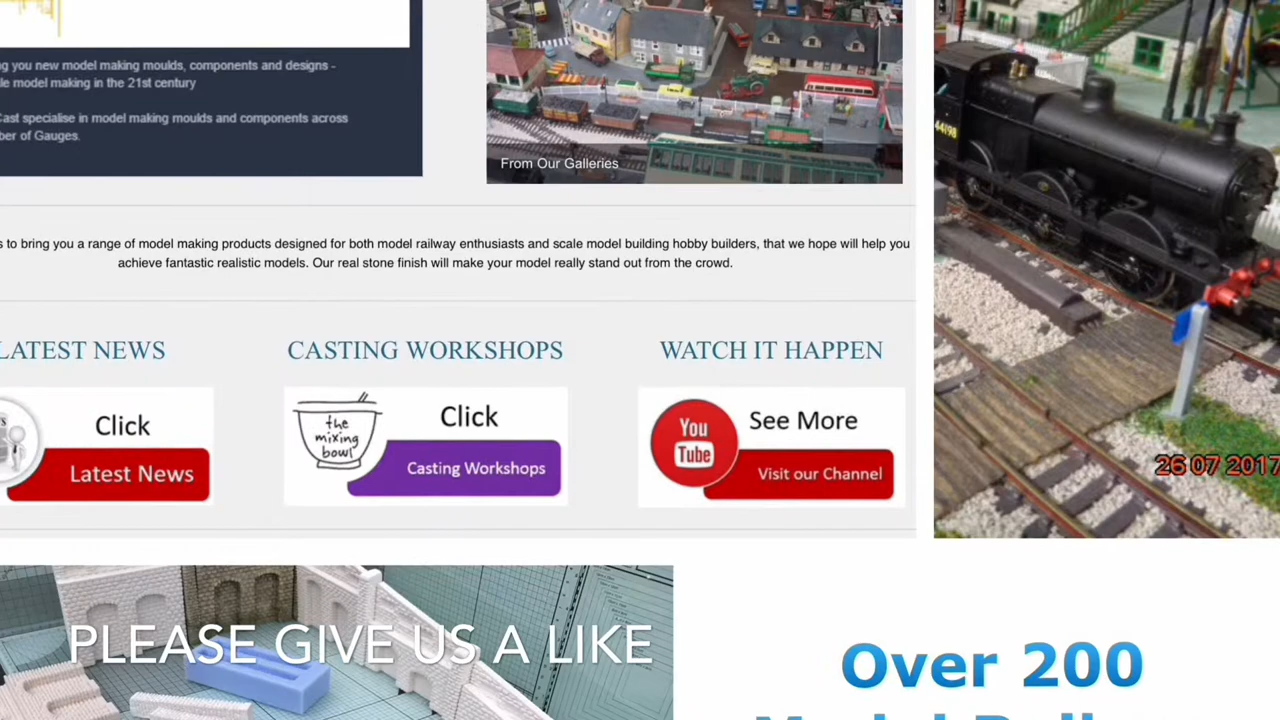 ng you new model making moulds, components and designs -
le model making in the 21st century
Cast specialise in model making moulds and components across
ber of Gauges.
From Our Galleries
44198
s to bring you a range of model making products designed for both model railway enthusiasts and scale model building hobby builders, that we hope will help you
achieve fantastic realistic models. Our real stone finish will make your model really stand out from the crowd.
LATEST NEWS
CASTING WORKSHOPS
WATCH IT HAPPEN
Click
Latest News
the
mixing
bowl
Click
Casting Workshops
You
Tube
See More
Visit our Channel
26 07 2017
PLEASE GIVE US A LIKE
Over 200